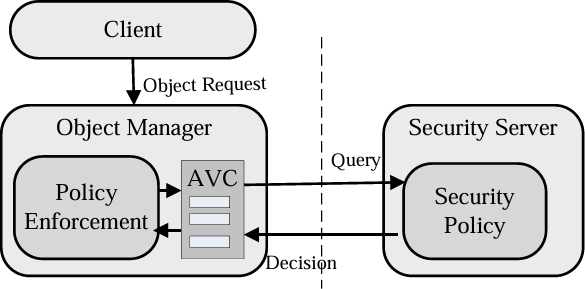 Client
Object Request
Object Manager
Security Server
Query
AVC
Policy
Enforcement
Security
Policy
Decision